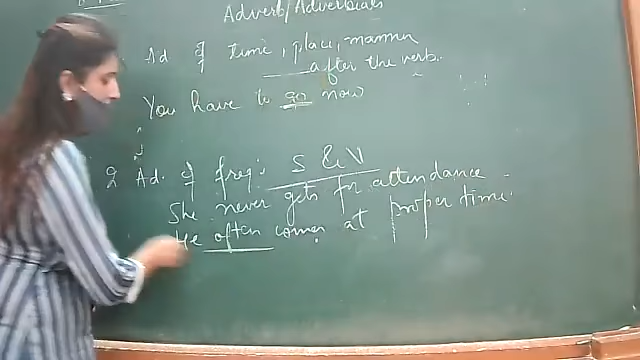 Adverb/Adverbials
Ad of time, place, manner
after the verb.
You have to go now
2 Ad. of freq: S & V
She never gets for attendance
He often comes at proper time.